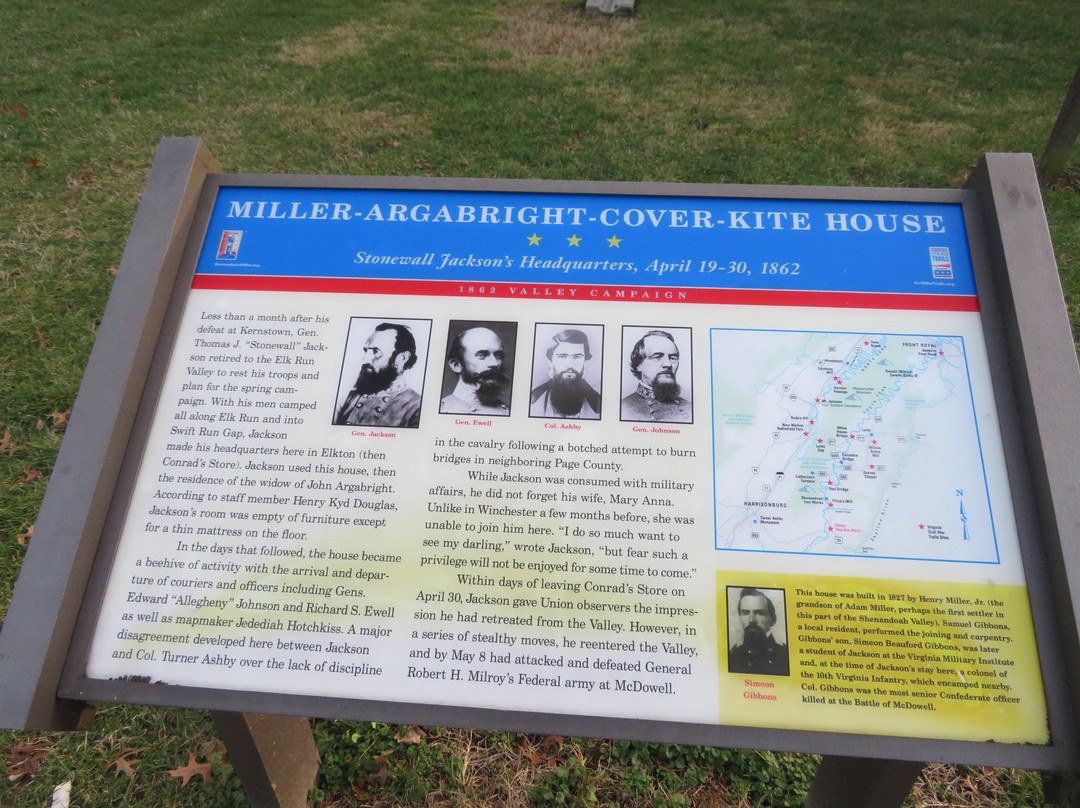 MILLER-ARGABRIGHT-COVER-KITE HOUSE
Stonewall Jackson's Headquarters, April 19-30, 1862
1862 VALLEY CAMPAIGN
Less than a month after his
defeat at Kernstown, Gen.
Thomas J. "Stonewall" Jack-
son retired to the Elk Run
Valley to rest his troops and
plan for the spring cam-
paign. With his men camped
all along Elk Run and into
Swift Run Gap, Jackson
made his headquarters here in Elkton (then
Conrad's Store). Jackson used this house, then
the residence of the widow of John Argabright.
According to staff member Henry Kyd Douglas,
Jackson's room was empty of furniture except
for a thin mattress on the floor.
In the days that followed, the house became
a beehive of activity with the arrival and depar-
ture of couriers and officers including Gens.
Edward "Allegheny" Johnson and Richard S. Ewell
as well as mapmaker Jedediah Hotchkiss. A major
disagreement developed here between Jackson
and Col. Turner Ashby over the lack of discipline
Gen. Jackson
Gen. Ewell
Col. Ashby
Gen. Johnson
in the cavalry following a botched attempt to burn
bridges in neighboring Page County.
While Jackson was consumed with military
affairs, he did not forget his wife, Mary Anna.
Unlike in Winchester a few months before, she was
unable to join him here. "I do so much want to
see my darling," wrote Jackson, "but fear such a
privilege will not be enjoyed for some time to come."
Within days of leaving Conrad's Store on
April 30, Jackson gave Union observers the impres-
sion he had retreated from the Valley. However, in
a series of stealthy moves, he reentered the Valley,
and by May 8 had attacked and defeated General
Robert H. Milroy's Federal army at McDowell.
FRONT ROYAL
HARRISONBURG
N
Virginia
Civil War
Trails Sites
Simeon
Gibbons
This house was built in 1827 by Henry Miller, Jr. (the
grandson of Adam Miller, perhaps the first settler in
this part of the Shenandoah Valley). Samuel Gibbons,
a local resident, performed the joining and carpentry.
Gibbons' son, Simeon Beauford Gibbons, was later
a student of Jackson at the Virginia Military Institute
and, at the time of Jackson's stay here, a colonel of
the 10th Virginia Infantry, which encamped nearby.
Col. Gibbons was the most senior Confederate officer
killed at the Battle of McDowell.